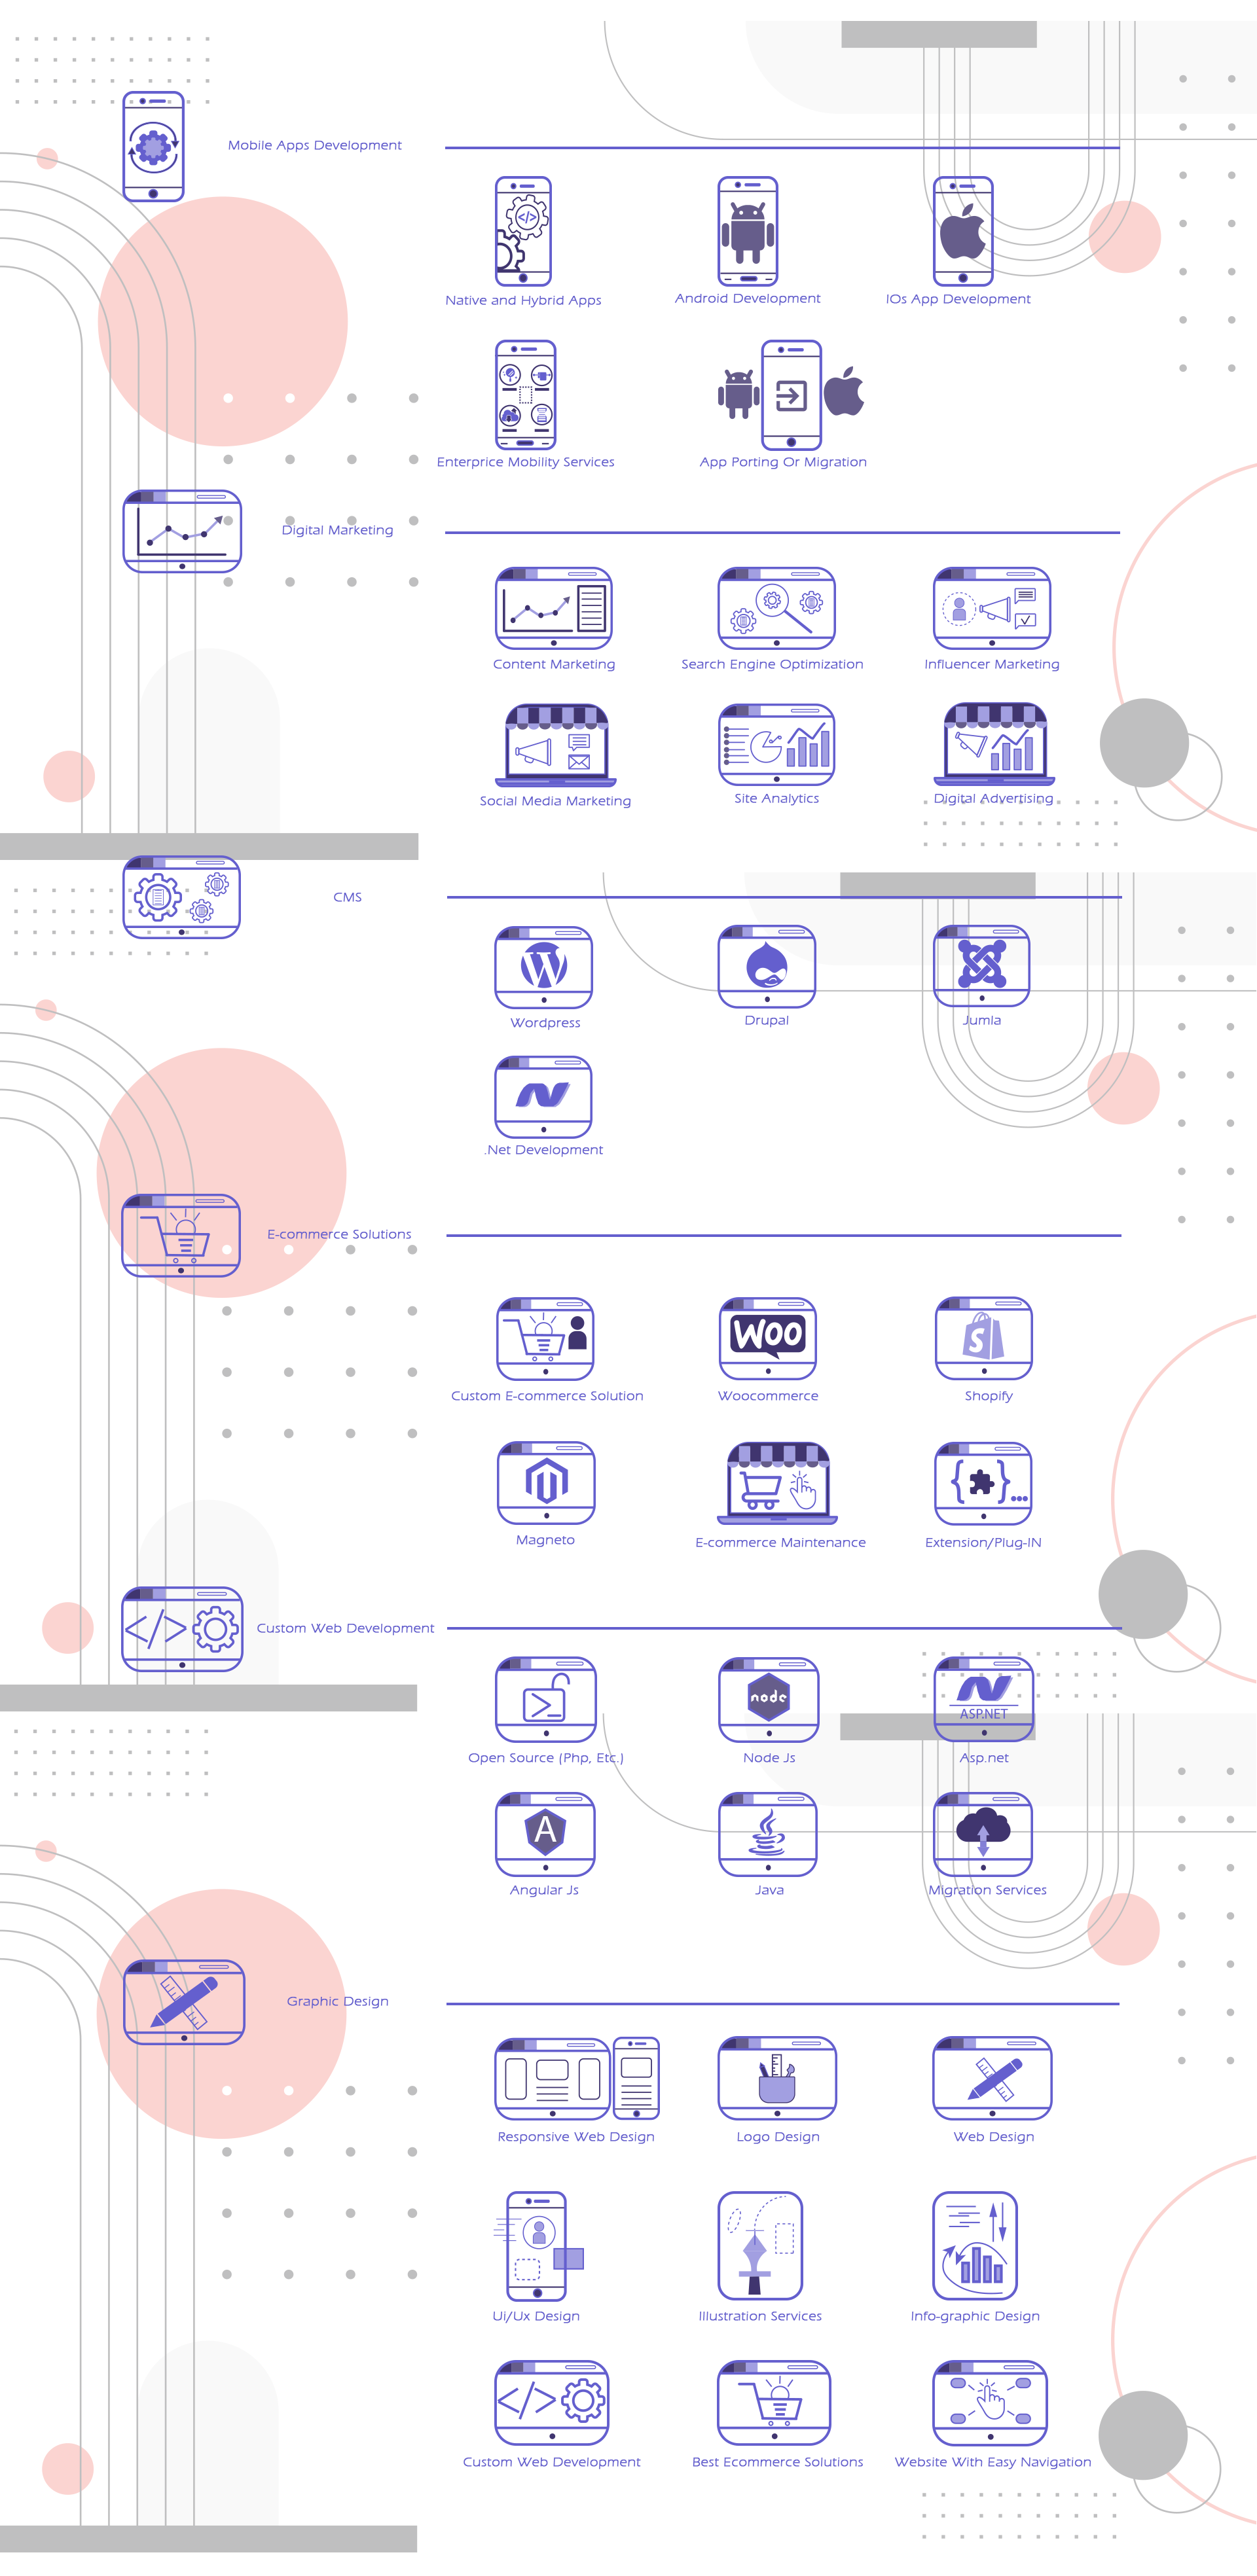 Mobile Apps Development
Native and Hybrid Apps
Android Development
IOs App Development
Enterprice Mobility Services
App Porting Or Migration
Digital Marketing
Content Marketing
Search Engine Optimization
Influencer Marketing
Social Media Marketing
Site Analytics
Digital Advertising
CMS
W
Wordpress
Drupal
Jumla
.Net Development
E-commerce Solutions
Custom E-commerce Solution
WOO
Woocommerce
S
Shopify
Magneto
E-commerce Maintenance
Extension/Plug-IN
Custom Web Development
Open Source (Php, Etc.)
node
Node Js
ASP.NET
Asp.net
A
Angular Js
Java
Migration Services
Graphic Design
Responsive Web Design
Logo Design
Web Design
Ui/Ux Design
Illustration Services
Info-graphic Design
Custom Web Development
Best Ecommerce Solutions
Website With Easy Navigation